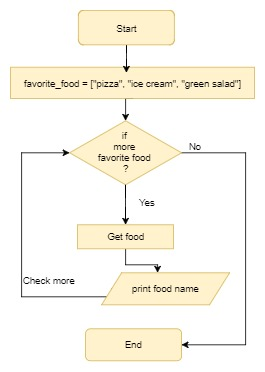 Start
favorite_food = ["pizza", "ice cream", "green salad"]
if
more
favorite food
?
No
Yes
Get food
Check more
print food name
End